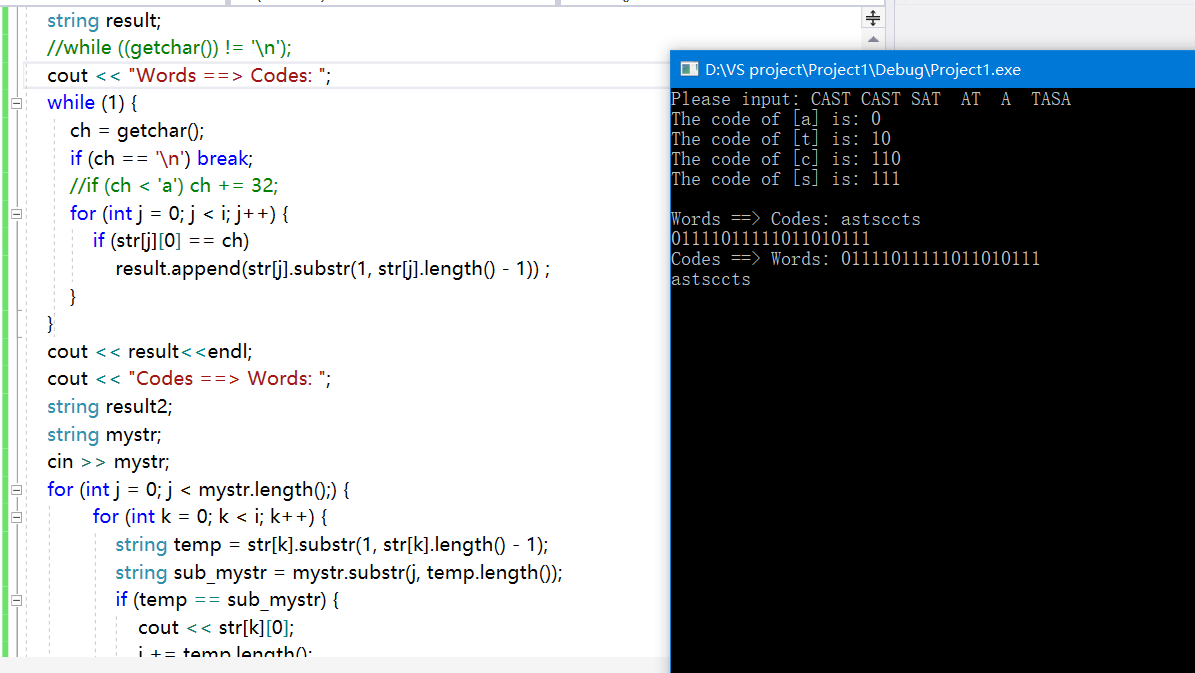 string result;
//while ((getchar()) != '\n');
cout << "Words ==> Codes: ";
while (1) {
ch = getchar();
if (ch == '\n') break;
//if (ch < 'a') ch += 32;
for (int j = 0; j < i; j++) {
if (str[j][0] == ch)
result.append(str[j].substr(1, str[j].length() - 1)) ;
}
}
cout << result<<endl;
cout << "Codes ==> Words: ";
string result2;
string mystr;
cin >> mystr;
for (int j = 0; j < mystr.length();) {
for (int k = 0; k < i; k++) {
string temp = str[k].substr(1, str[k].length() - 1);
string sub_mystr = mystr.substr(j, temp.length());
if (temp == sub_mystr) {
cout << str[k][0];
j += temp.length();
D:\VS project\Project1\Debug\Project1.exe
Please input: CAST CAST SAT  AT  A  TASA
The code of [a] is: 0
The code of [t] is: 10
The code of [c] is: 110
The code of [s] is: 111
Words ==> Codes: astsccts
01111011111011010111
Codes ==> Words: 01111011111011010111
astsccts